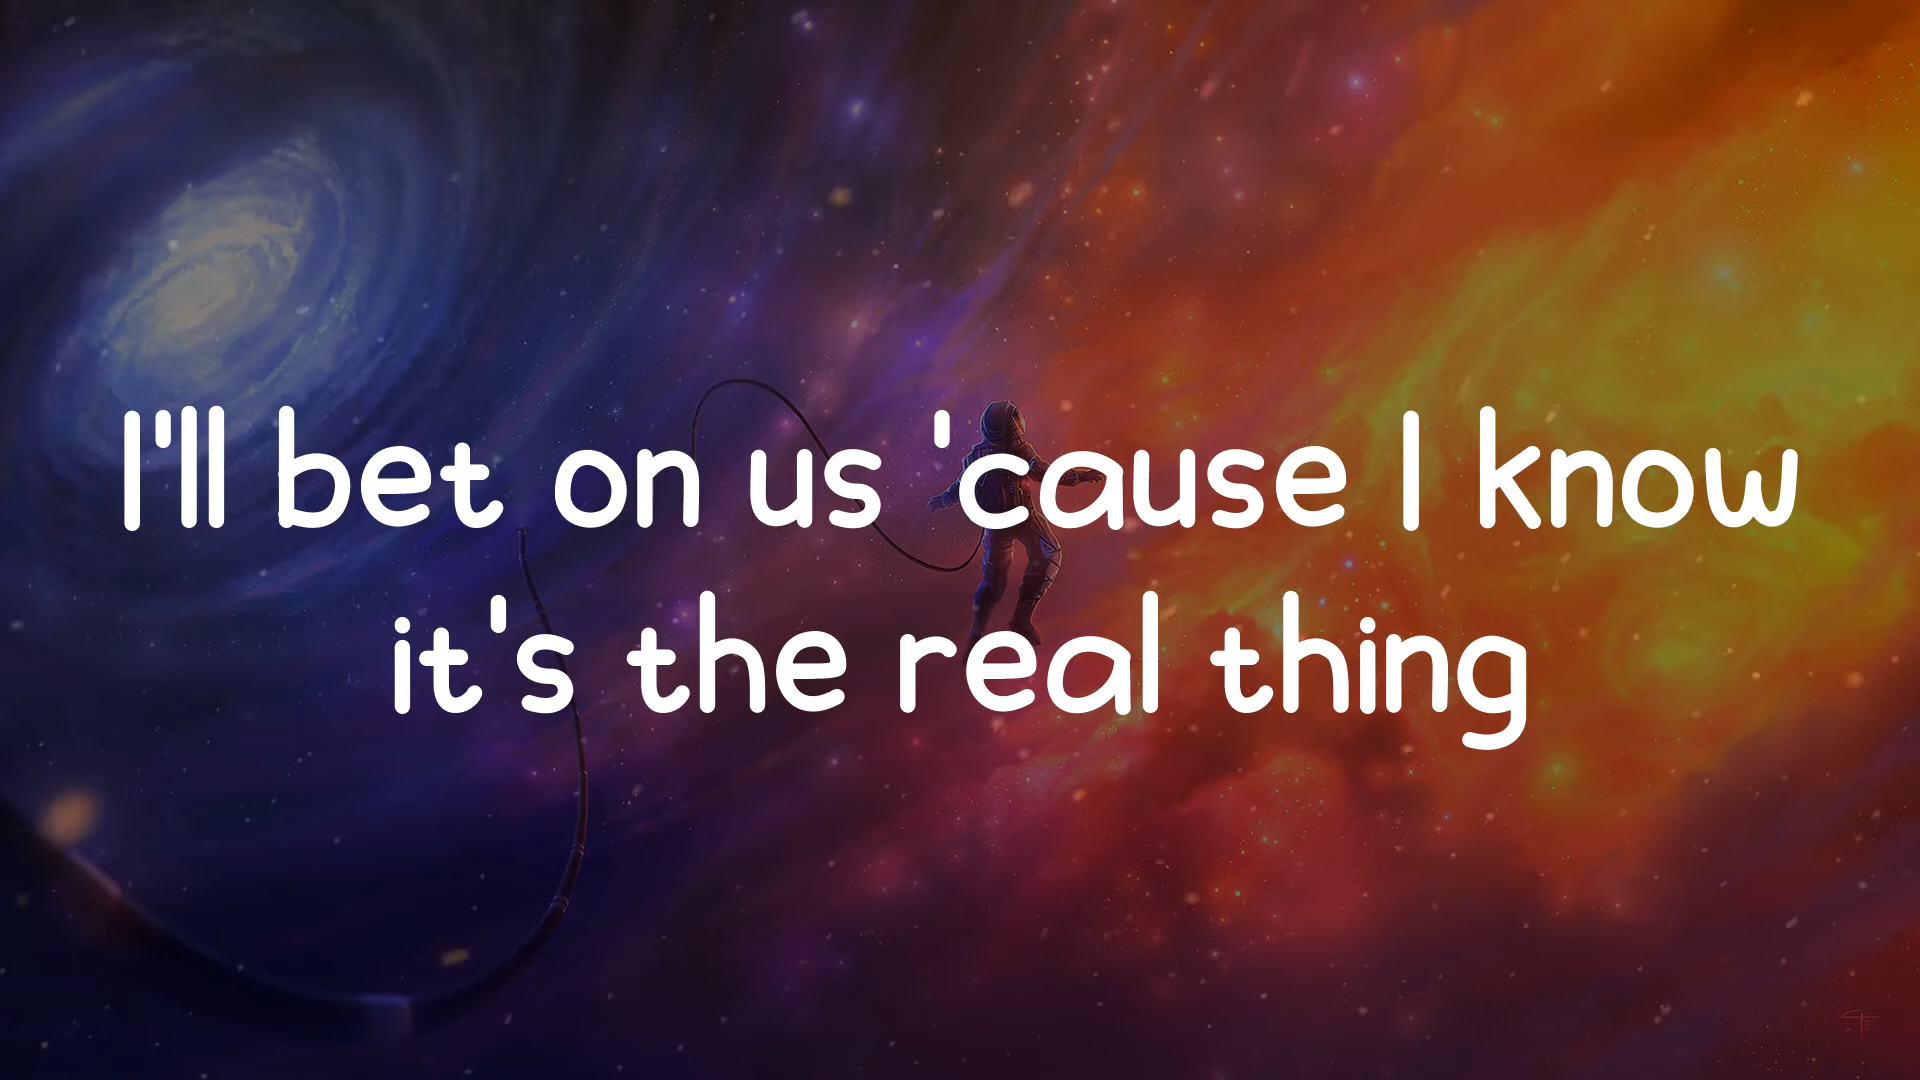 I'll bet on us 'cause I know
it's the real thing